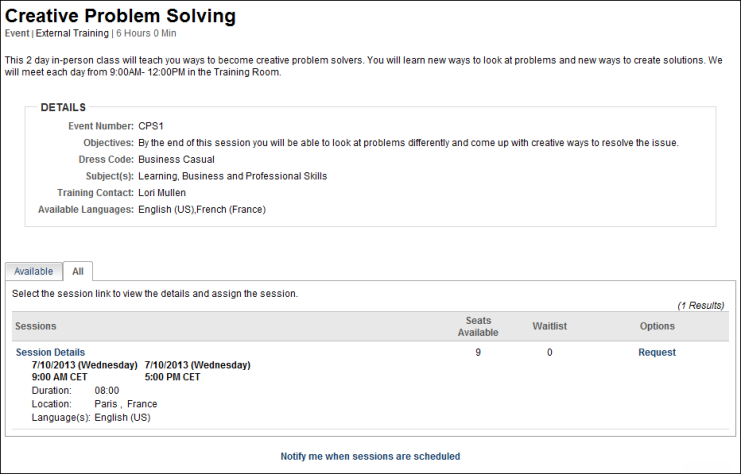 Creative Problem Solving
Event | External Training | 6 Hours 0 Min
This 2 day in-person class will teach you ways to become creative problem solvers. You will learn new ways to look at problems and new ways to create solutions. We
will meet each day from 9:00AM- 12:00PM in the Training Room.
DETAILS
Event Number: CPS1
Objectives: By the end of this session you will be able to look at problems differently and come up with creative ways to resolve the issue.
Dress Code: Business Casual
Subject(s): Learning, Business and Professional Skills
Training Contact: Lori Mullen
Available Languages: English (US),French (France)
Available All
Select the session link to view the details and assign the session.
(1 Results)
Sessions Seats Available Waitlist Options
Session Details 9 0 Request
7/10/2013 (Wednesday) 7/10/2013 (Wednesday)
9:00 AM CET 5:00 PM CET
Duration: 08:00
Location: Paris , France
Language(s): English (US)
Notify me when sessions are scheduled